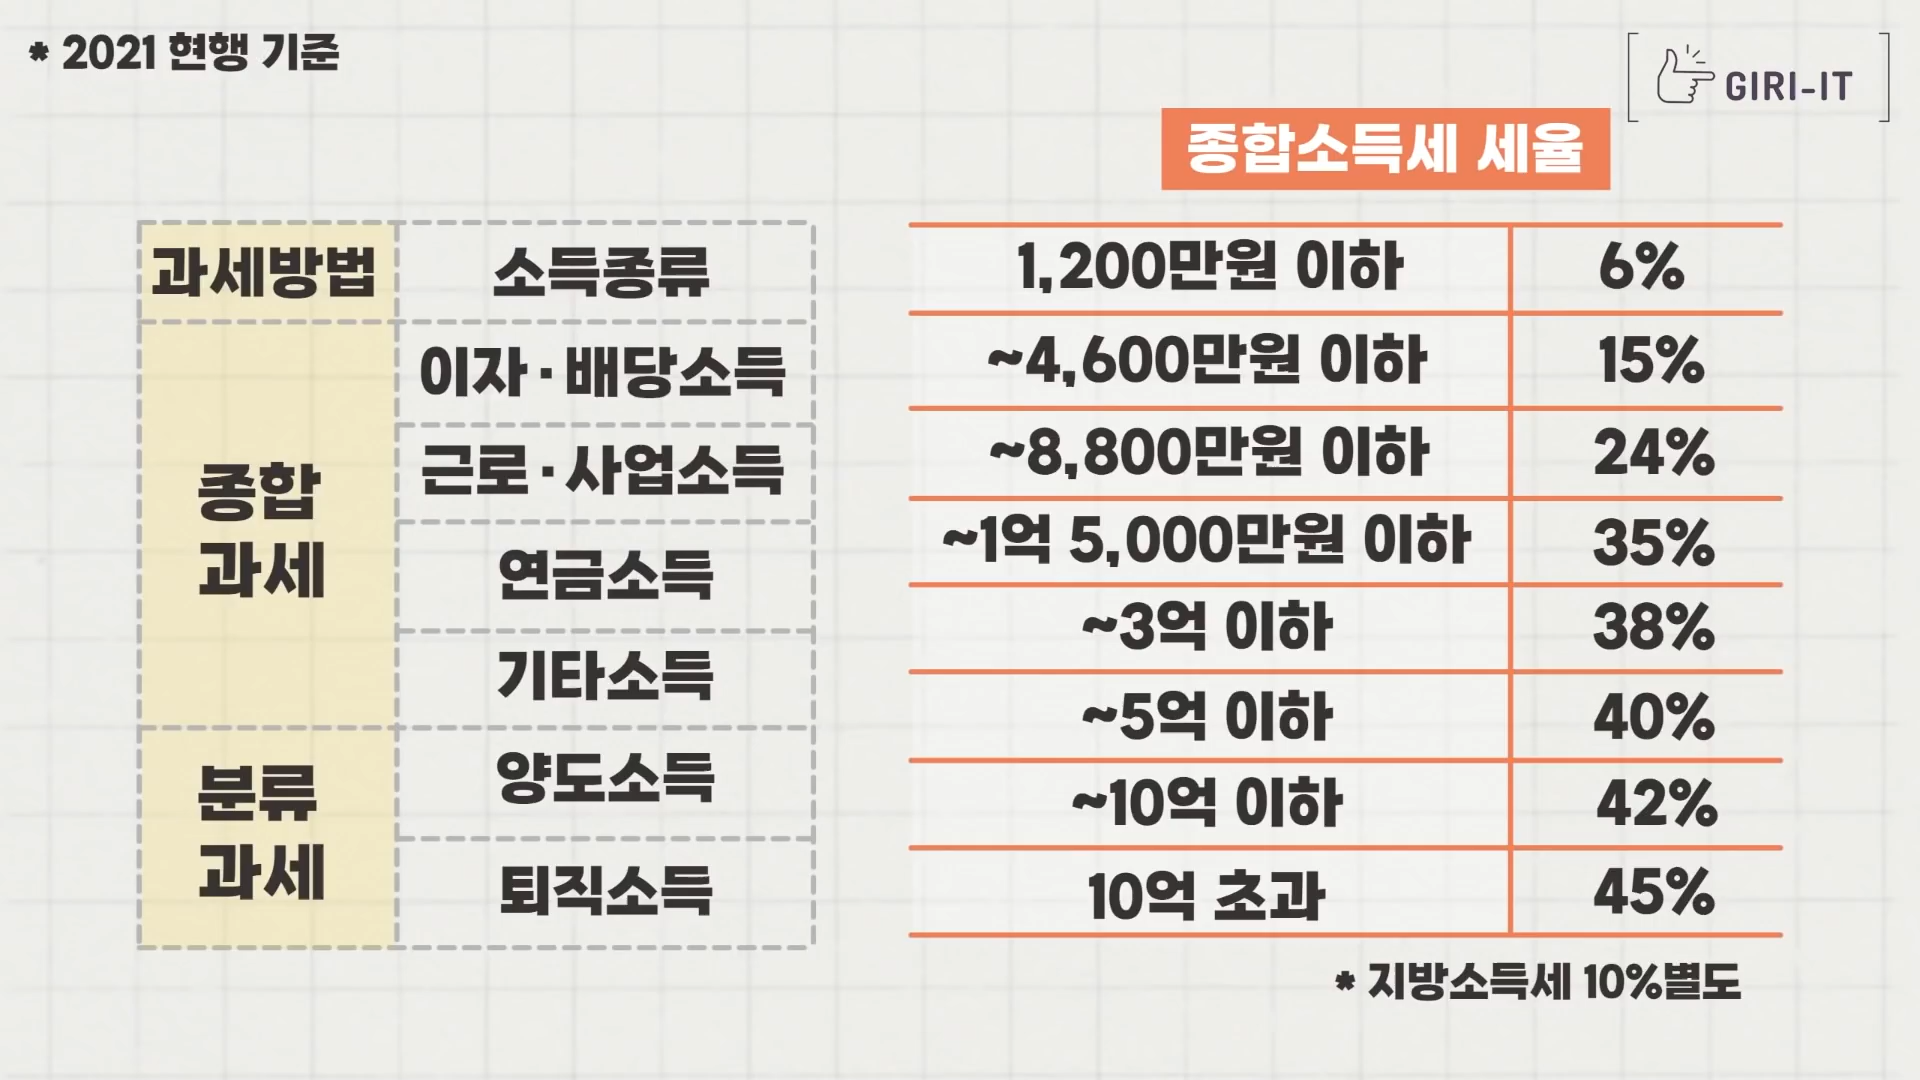 * 2021 현행 기준
GIRI-IT
종합소득세 세율
과세방법 소득종류
종합
과세
이자·배당소득
근로·사업소득
연금소득
기타소득
분류
과세
양도소득
퇴직소득
1,200만원 이하 6%
~4,600만원 이하 15%
~8,800만원 이하 24%
~1억 5,000만원 이하 35%
~3억 이하 38%
~5억 이하 40%
~10억 이하 42%
10억 초과 45%
* 지방소득세 10%별도